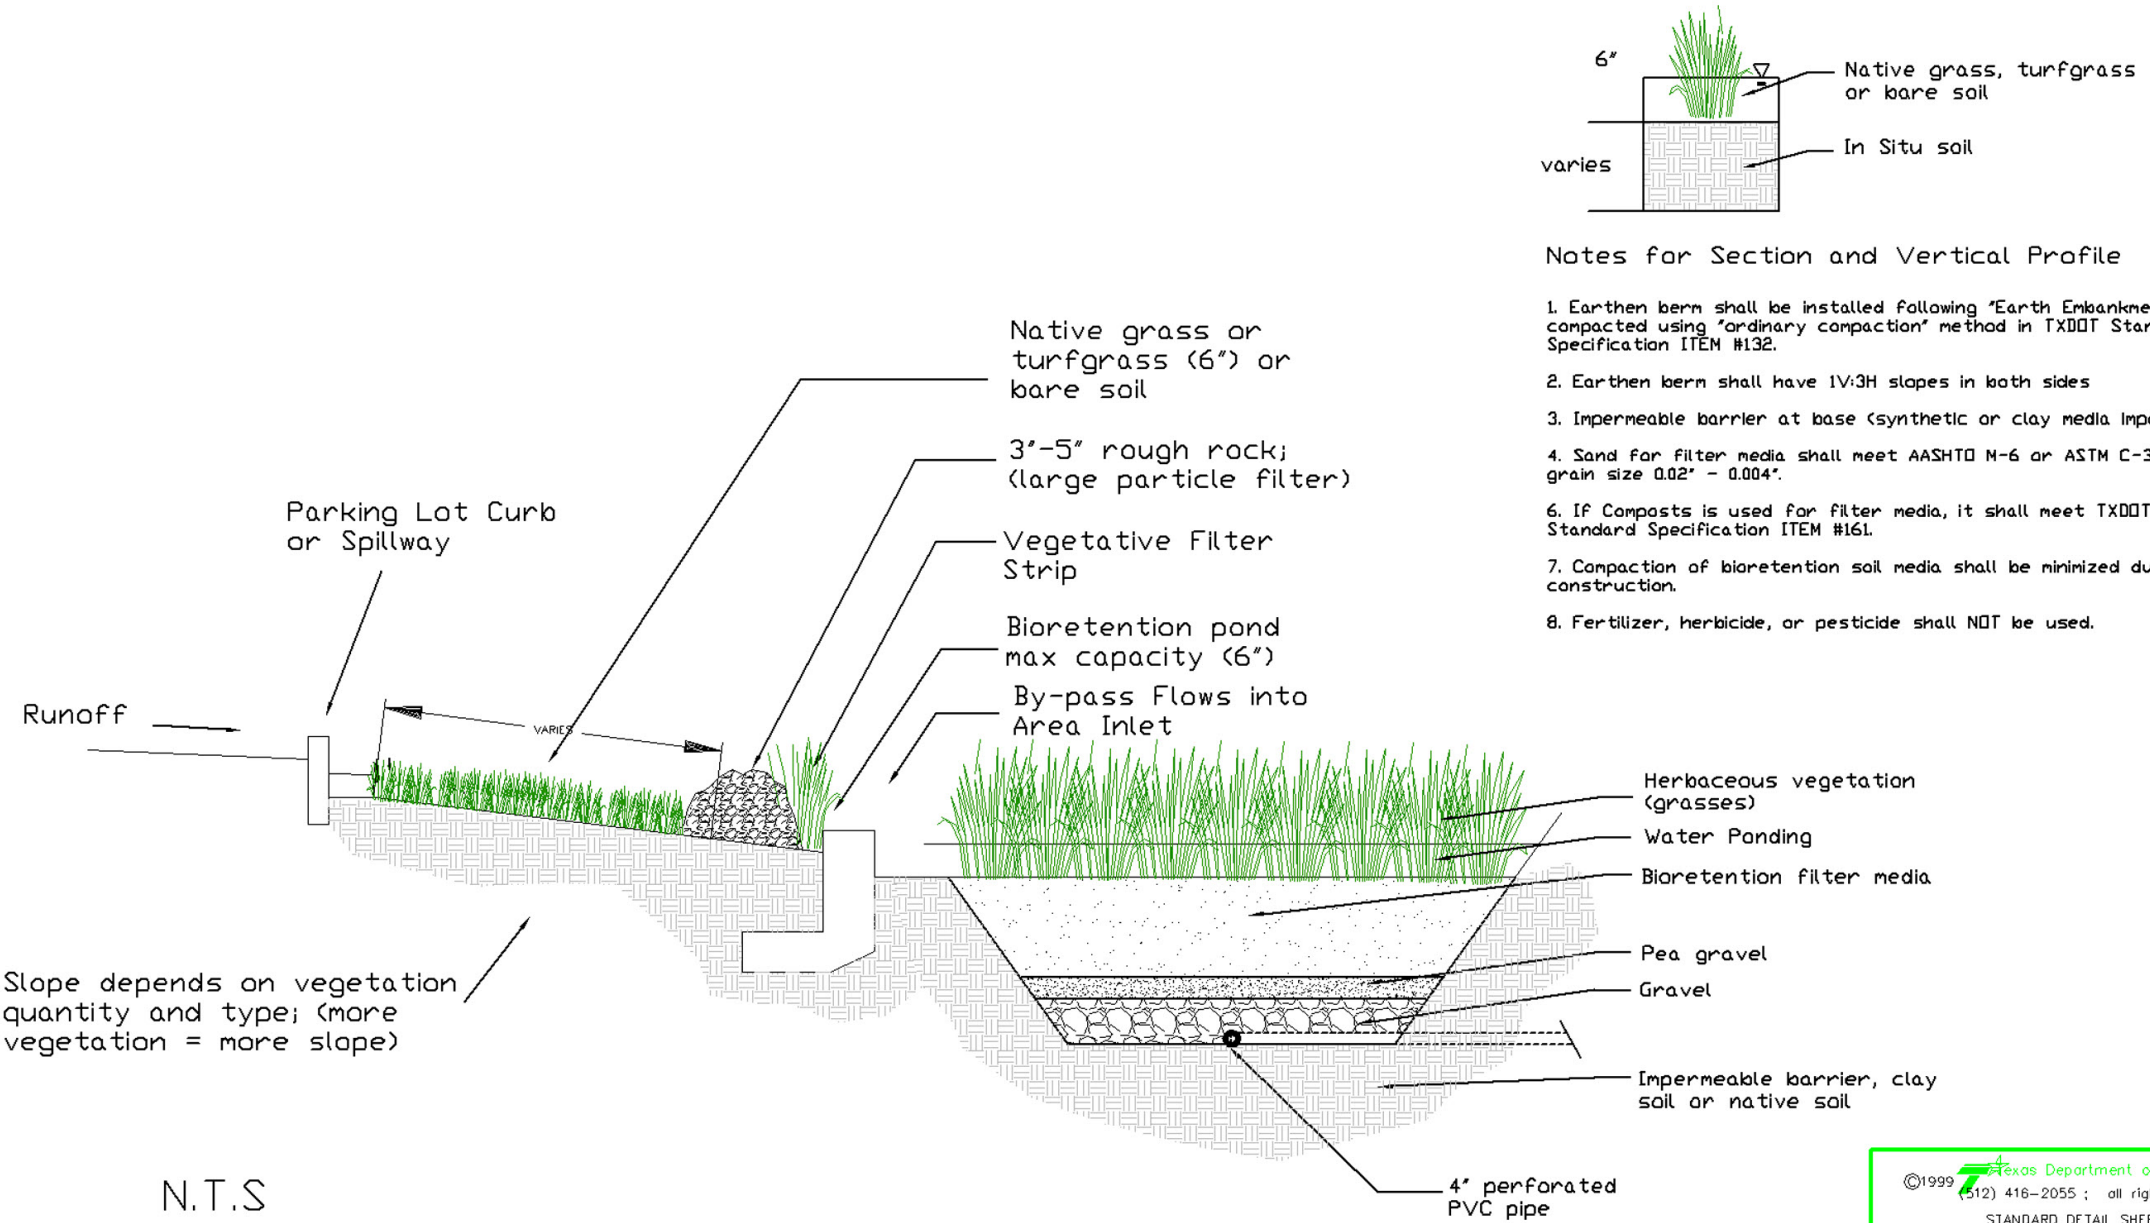 6"
Native grass, turfgrass
or bare soil
In Situ soil
varies
Notes for Section and Vertical Profile
1. Earthen berm shall be installed following "Earth Embankme
compacted using "ordinary compaction" method in TXDOT Stan
Specification ITEM #132.
2. Earthen berm shall have 1V:3H slopes in both sides
3. Impermeable barrier at base (synthetic or clay media impe
4. Sand for filter media shall meet AASHTO M-6 or ASTM C-3
grain size 0.02" - 0.004".
6. If Composts is used for filter media, it shall meet TXDOT
Standard Specification ITEM #161.
7. Compaction of bioretention soil media shall be minimized du
construction.
8. Fertilizer, herbicide, or pesticide shall NOT be used.
Native grass or
turfgrass (6") or
bare soil
3"-5" rough rock;
(large particle filter)
Parking Lot Curb
or Spillway
Vegetative Filter
Strip
Bioretention pond
max capacity (6")
By-pass Flows into
Area Inlet
Runoff
VARIES
Herbaceous vegetation
(grasses)
Water Ponding
Bioretention filter media
Pea gravel
Gravel
Slope depends on vegetation
quantity and type; (more
vegetation = more slope)
Impermeable barrier, clay
soil or native soil
4" perforated
PVC pipe
N.T.S
4
©1999 Texas Department o
(512) 416-2055 ; all rig
STANDARD DETAIL SHEE